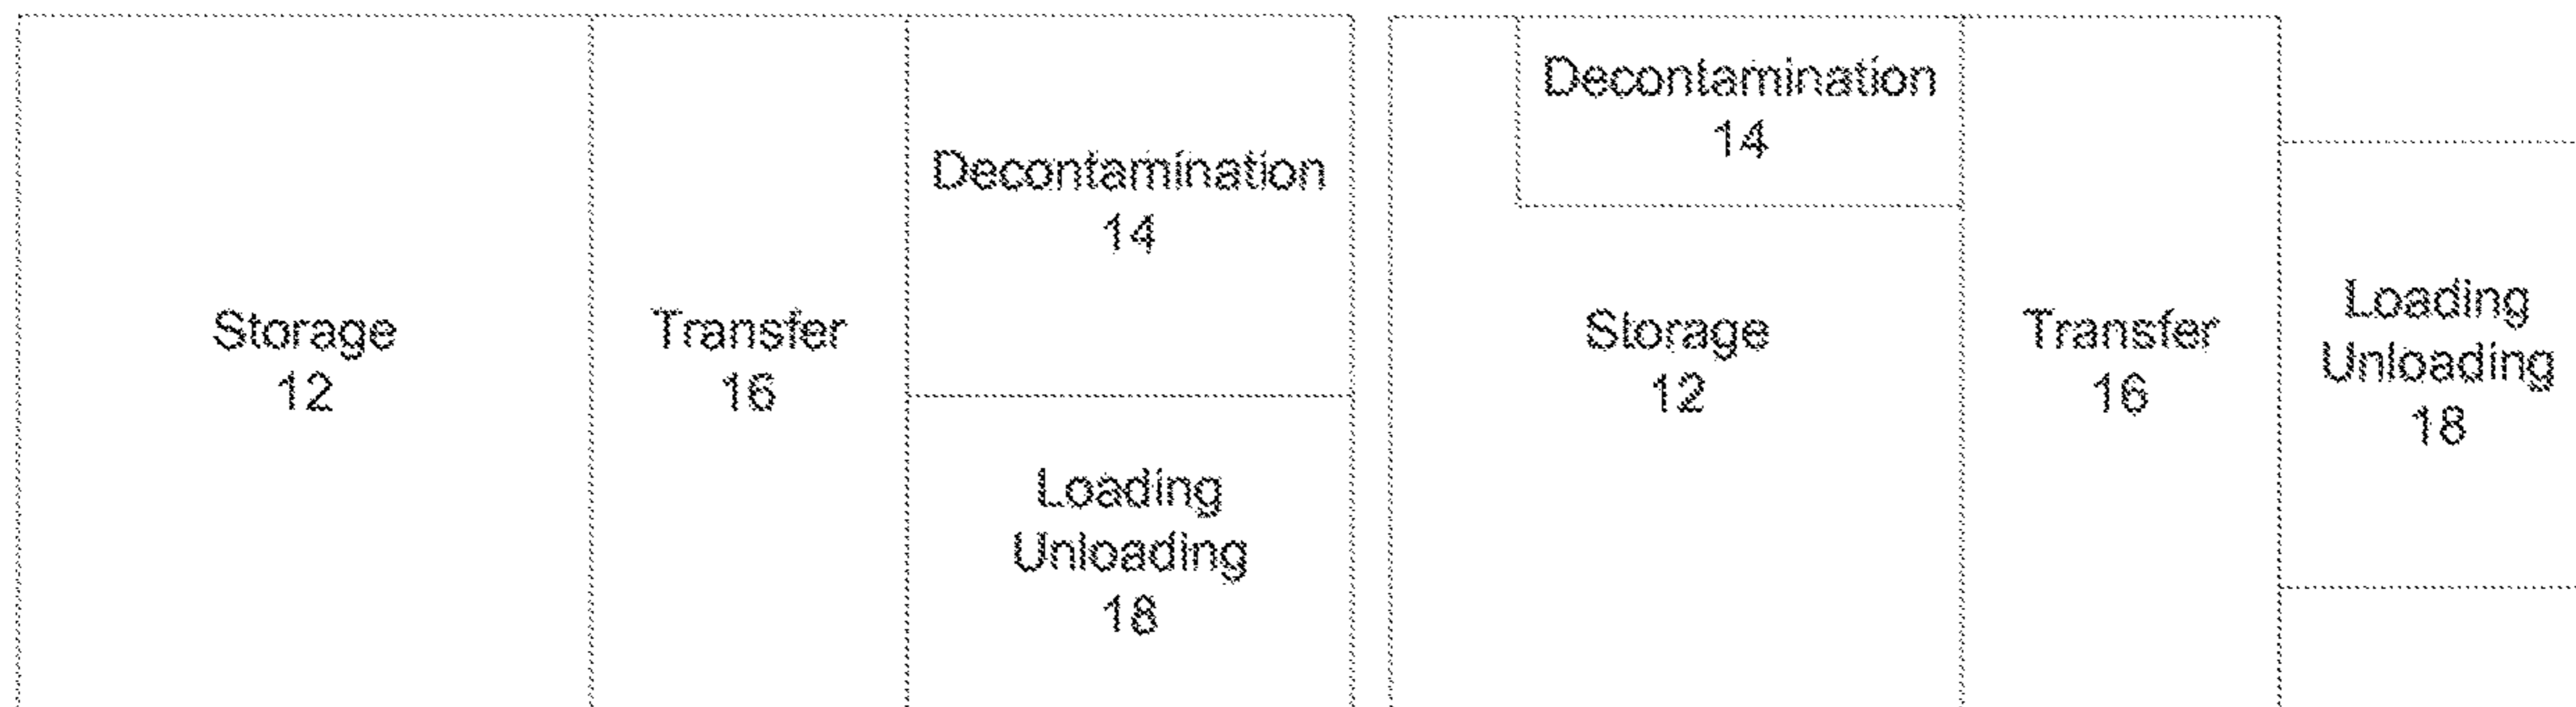 Storage
12
Transfer
16
Decontamination
14
Loading
Unloading
18
Decontamination
14
Storage
12
Transfer
16
Loading
Unloading
18